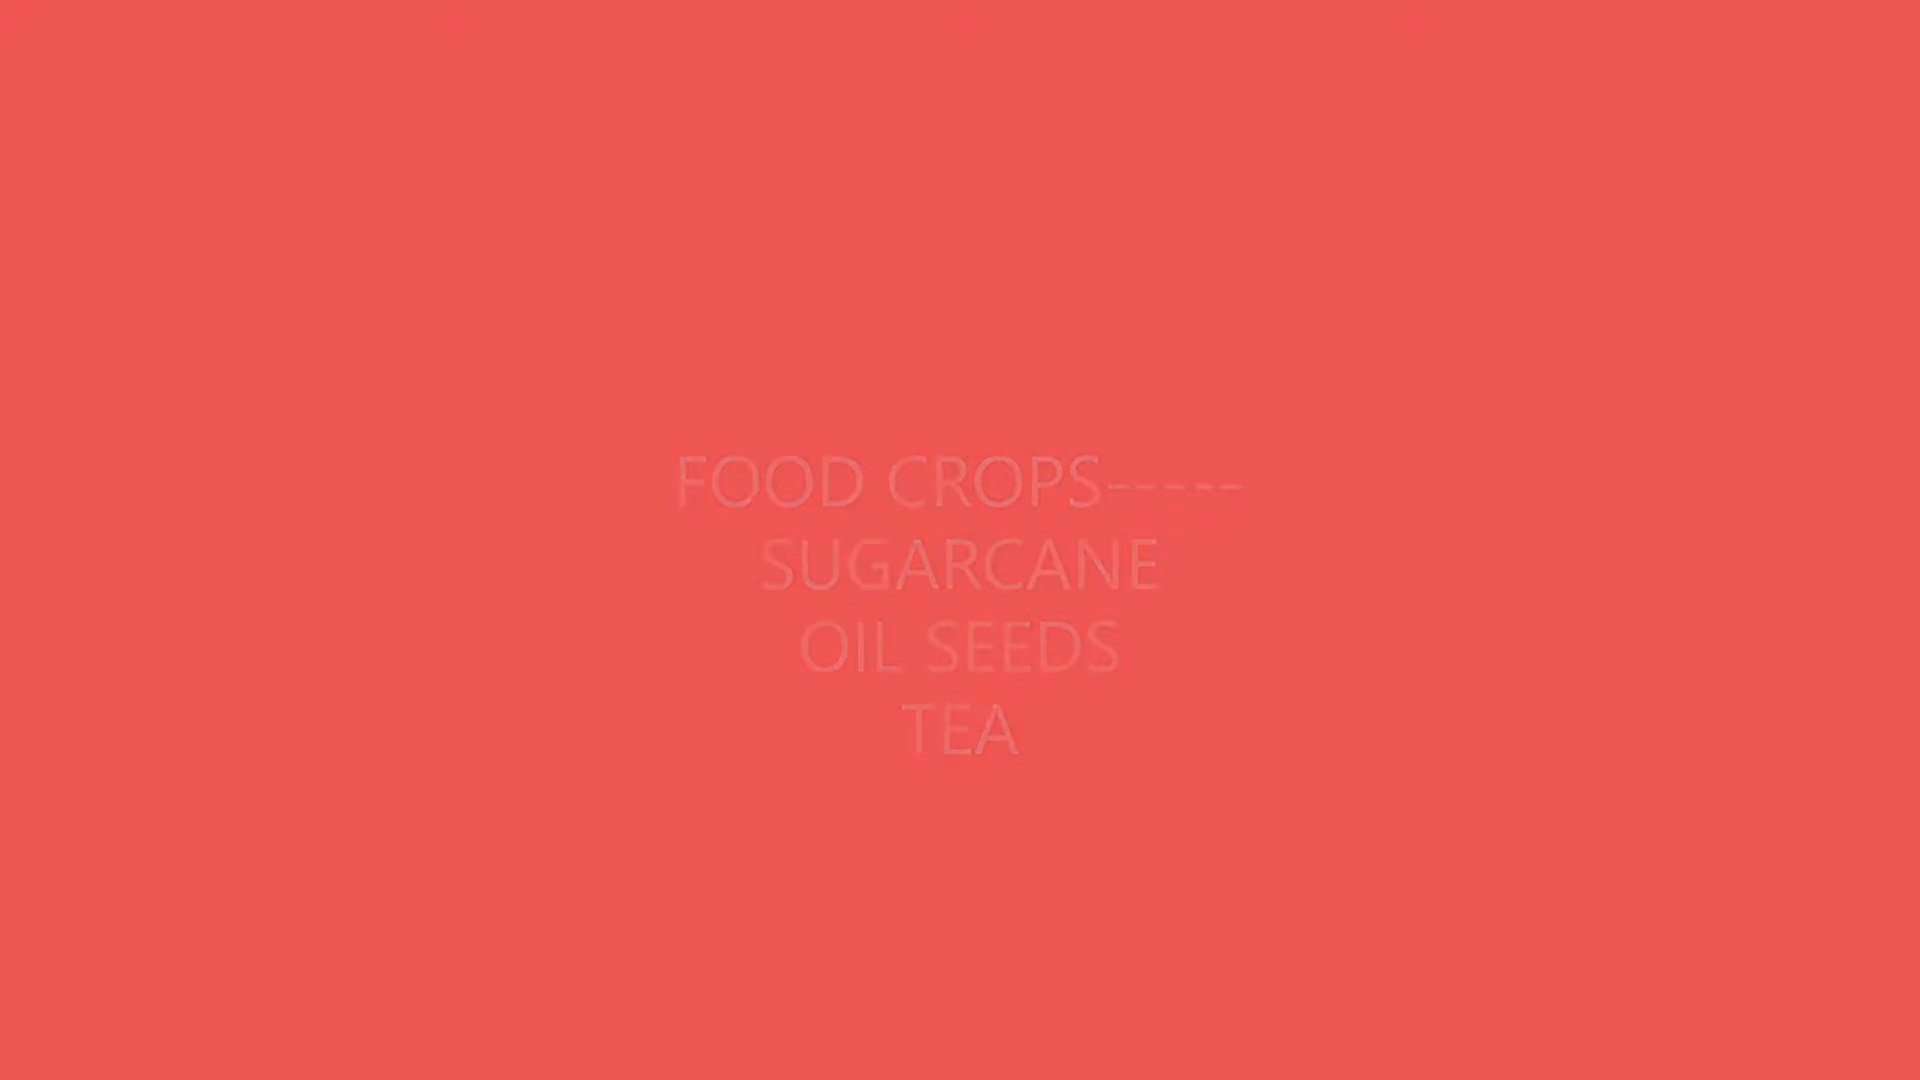 FOOD CROPS-----
SUGARCANE
OIL SEEDS
TEA